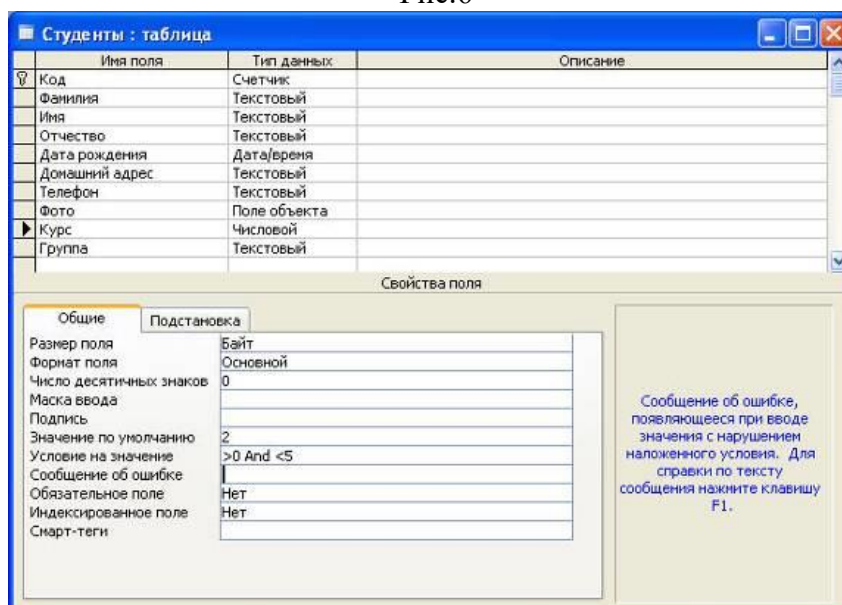 Рис.6
Студенты : таблица
Имя поля Тип данных Описание
Код Счетчик
Фамилия Текстовый
Имя Текстовый
Отчество Текстовый
Дата рождения Дата/время
Домашний адрес Текстовый
Телефон Текстовый
Фото Поле объекта
Курс Числовой
Группа Текстовый
Свойства поля
Общие Подстановка
Размер поля Байт
Формат поля Основной
Число десятичных знаков 0
Маска ввода
Подпись
Значение по умолчанию 2
Условие на значение >0 And <5
Сообщение об ошибке
Обязательное поле Нет
Индексированное поле Нет
Смарт-теги
Сообщение об ошибке,
появляющееся при вводе
значения с нарушением
наложенного условия. Для
справки по тексту
сообщения нажмите клавишу
F1.